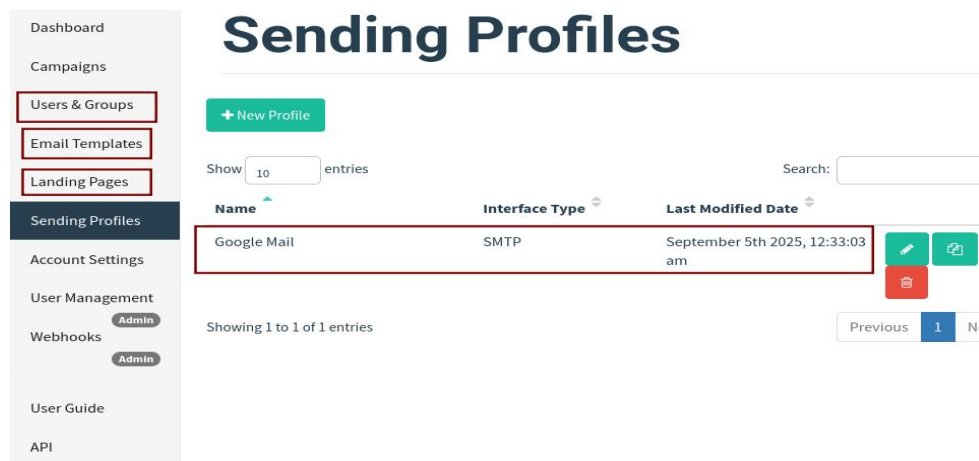 Dashboard
Campaigns
Users & Groups
Email Templates
Landing Pages
Sending Profiles
Account Settings
User Management
Admin
Webhooks
Admin
User Guide
API
Sending Profiles
+ New Profile
Show 10 entries
Search:
Name Interface Type Last Modified Date
Google Mail SMTP September 5th 2025, 12:33:03
am
Showing 1 to 1 of 1 entries
Previous 1